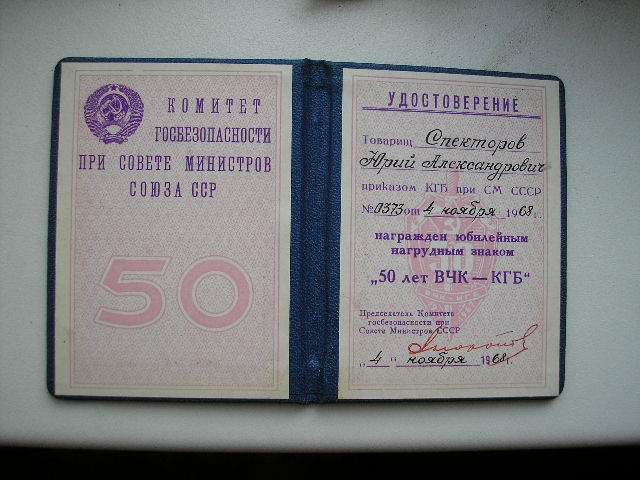 КОМИТЕТ
ГОСБЕЗОПАСНОСТИ
ПРИ СОВЕТЕ МИНИСТРОВ
СОЮЗА ССР
50
УДОСТОВЕРЕНИЕ
Товарищ Спекторов
Юрий Александрович
приказом КГБ при СМ СССР
№ 0373 от 4 ноября 1968 г.
награжден юбилейным
нагрудным знаком
„50 лет ВЧК — КГБ"
Председатель Комитета
госбезопасности при
Совете Министров СССР
"4" ноября 1968 г.